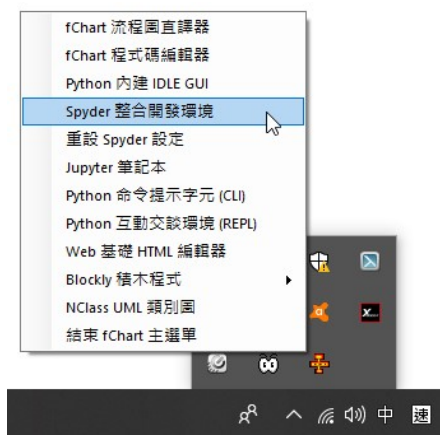 fChart 流程圖直譯器
fChart 程式碼編輯器
Python 內建 IDLE GUI
Spyder 整合開發環境
重設 Spyder 設定
Jupyter 筆記本
Python 命令提示字元 (CLI)
Python 互動交談環境 (REPL)
Web 基礎 HTML 編輯器
Blockly 積木程式
NClass UML 類別圖
結束 fChart 主選單
中 速